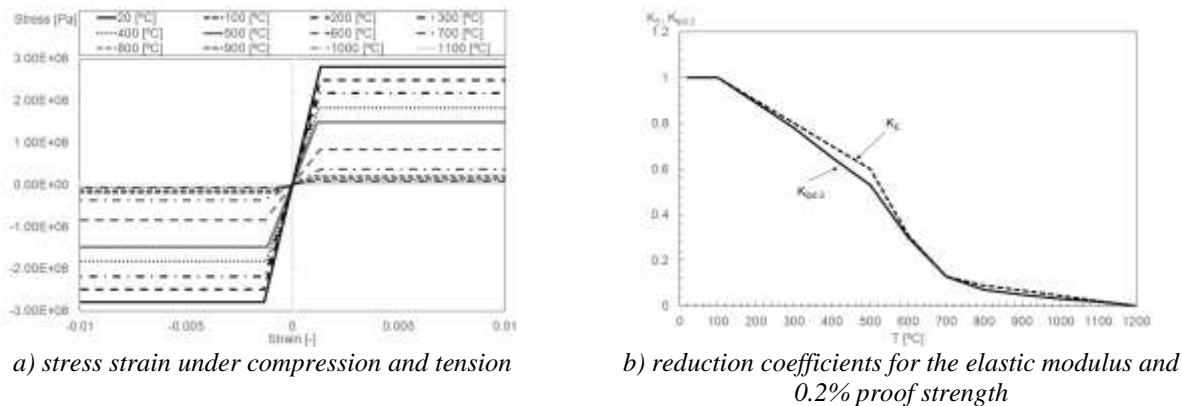 Stress [Pa]
20 [ºC] 100 [ºC] 200 [ºC] 300 [ºC]
400 [ºC] 500 [ºC] 600 [ºC] 700 [ºC]
800 [ºC] 900 [ºC] 1000 [ºC] 1100 [ºC]
3.00E+08
2.00E+08
1.00E+08
0.00E+00
-1.00E+08
-2.00E+08
-3.00E+08
-0.01 -0.005 0 0.005 0.01
Strain [-]
a) stress strain under compression and tension
KE, Kp0.2
1
0.8
0.6
0.4
0.2
0
KE
Kp0.2
0 100 200 300 400 500 600 700 800 900 1000 1100 1200
T [ºC]
b) reduction coefficients for the elastic modulus and
0.2% proof strength